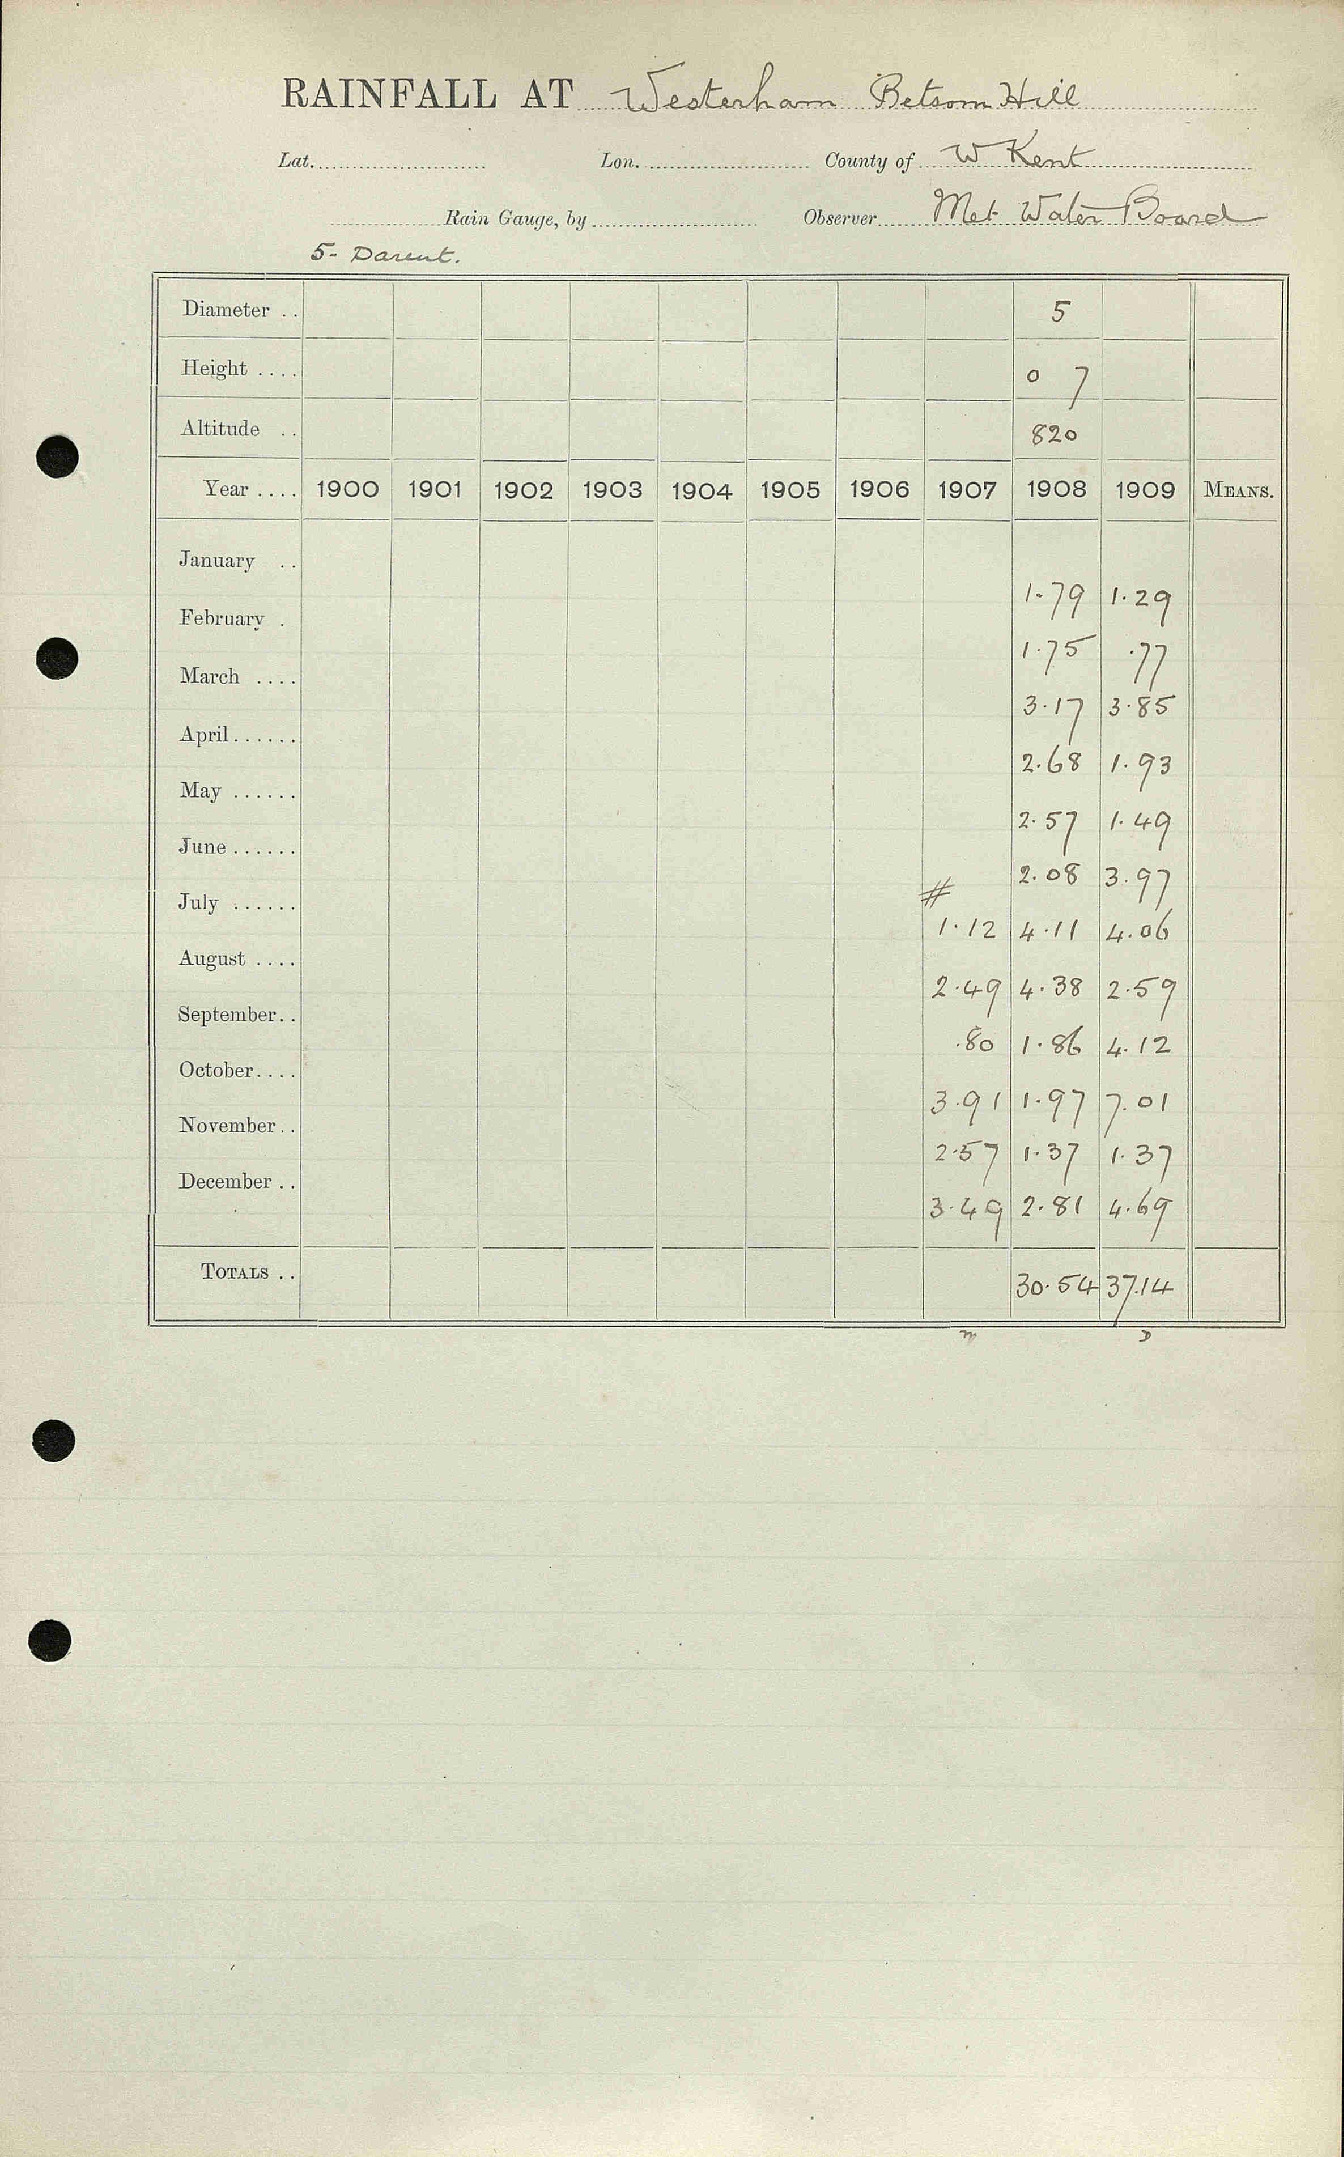 RAINFALL AT Westerham Betsom Hill
Lat. Lon. County of W Kent
Rain Gauge, by Observer Met Water Board
5 - Darent.
Diameter .. 5
Height .... 0 7
Altitude .. 820
Year .... 1900 1901 1902 1903 1904 1905 1906 1907 1908 1909 MEANS.
January .. 1.79 1.29
February . 1.75 .77
March .... 3.17 3.85
April...... 2.68 1.93
May ...... 2.57 1.49
June...... # 2.08 3.97
July ...... 1.12 4.11 4.06
August .... 2.49 4.38 2.59
September.. .80 1.86 4.12
October.... 3.91 1.97 7.01
November.. 2.57 1.37 1.37
December .. 3.49 2.81 4.69
TOTALS .. 30.54 37.14
m D